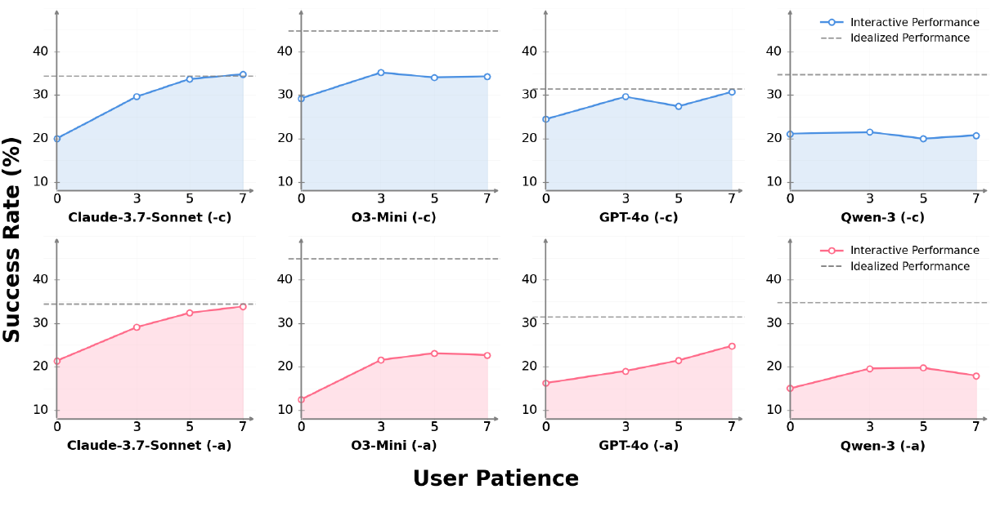 Success Rate (%)
40
30
20
10
0 3 5 7
Claude-3.7-Sonnet (-c)
40
30
20
10
0 3 5 7
O3-Mini (-c)
40
30
20
10
0 3 5 7
GPT-4o (-c)
Interactive Performance
Idealized Performance
40
30
20
10
0 3 5 7
Qwen-3 (-c)
40
30
20
10
0 3 5 7
Claude-3.7-Sonnet (-a)
40
30
20
10
0 3 5 7
O3-Mini (-a)
40
30
20
10
0 3 5 7
GPT-4o (-a)
Interactive Performance
Idealized Performance
40
30
20
10
0 3 5 7
Qwen-3 (-a)
User Patience